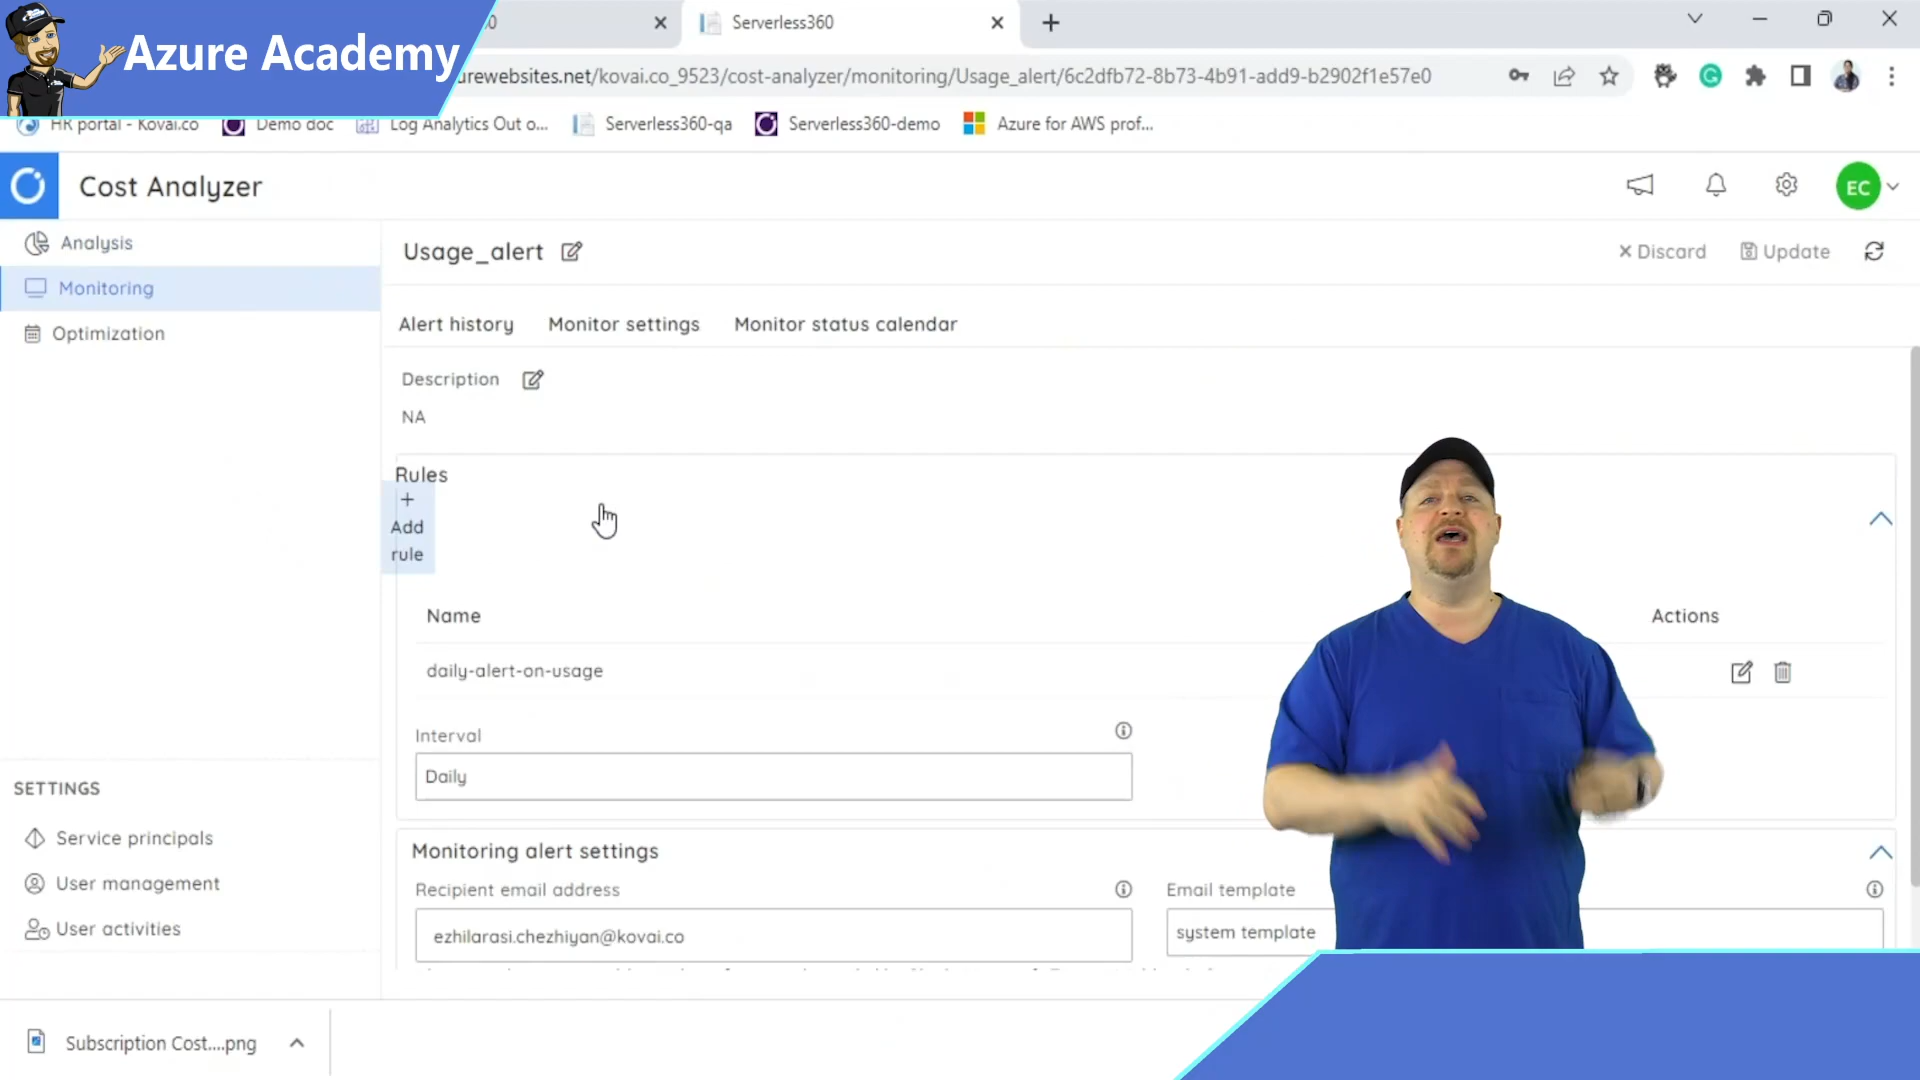 Azure Academy
Serverless360
urewebsites.net/kovai.co_9523/cost-analyzer/monitoring/Usage_alert/6c2dfb72-8b73-4b91-add9-b2902f1e57e0
HR portal - Kovai.co
Demo doc
Log Analytics Out o...
Serverless360-qa
Serverless360-demo
Azure for AWS prof...
Cost Analyzer
EC
Analysis
Monitoring
Optimization
Usage_alert
Discard
Update
Alert history
Monitor settings
Monitor status calendar
Description
NA
Rules
+
Add
rule
Name
Actions
daily-alert-on-usage
Interval
Daily
SETTINGS
Service principals
User management
User activities
Monitoring alert settings
Recipient email address
Email template
ezhilarasi.chezhiyan@kovai.co
system template
Subscription Cost....png